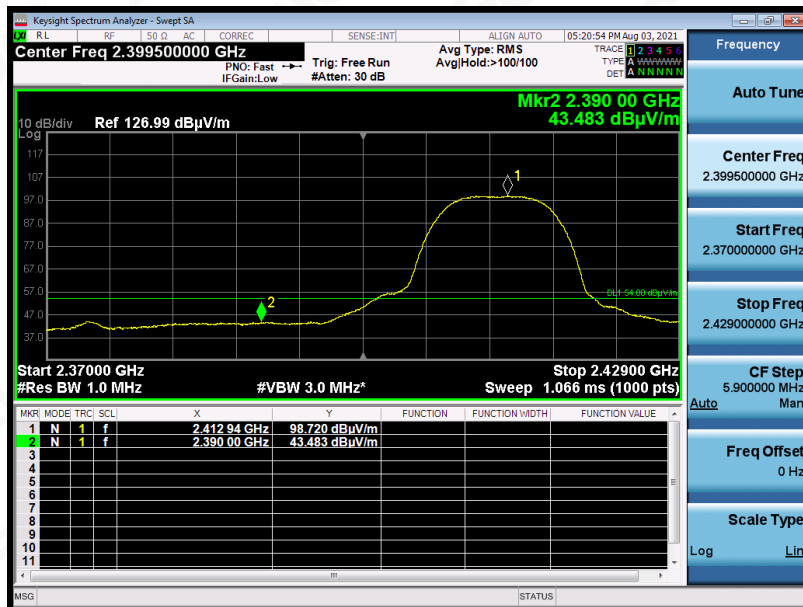 Keysight Spectrum Analyzer - Swept SA
LXI RL RF 50 Ω AC CORREC SENSE:INT ALIGN AUTO 05:20:54 PM Aug 03, 2021
Center Freq 2.399500000 GHz
PNO: Fast
IFGain:Low
Trig: Free Run
#Atten: 30 dB
Avg Type: RMS
Avg|Hold:>100/100
TRACE 1 2 3 4 5 6
TYPE A WWWWW
DET A N N N N N
Mkr2 2.390 00 GHz
43.483 dBµV/m
10 dB/div
Log
Ref 126.99 dBµV/m
117
107
97.0
87.0
77.0
67.0
57.0
47.0
37.0
1
2
DL1 54.00 dBµV/m
Start 2.37000 GHz
Stop 2.42900 GHz
#Res BW 1.0 MHz
#VBW 3.0 MHz*
Sweep 1.066 ms (1000 pts)
MKR MODE TRC SCL X Y FUNCTION FUNCTION WIDTH FUNCTION VALUE
1 N 1 f 2.412 94 GHz 98.720 dBµV/m
2 N 1 f 2.390 00 GHz 43.483 dBµV/m
3
4
5
6
7
8
9
10
11
MSG
STATUS
Frequency
Auto Tune
Center Freq
2.399500000 GHz
Start Freq
2.370000000 GHz
Stop Freq
2.429000000 GHz
CF Step
5.900000 MHz
Auto Man
Freq Offset
0 Hz
Scale Type
Log Lin